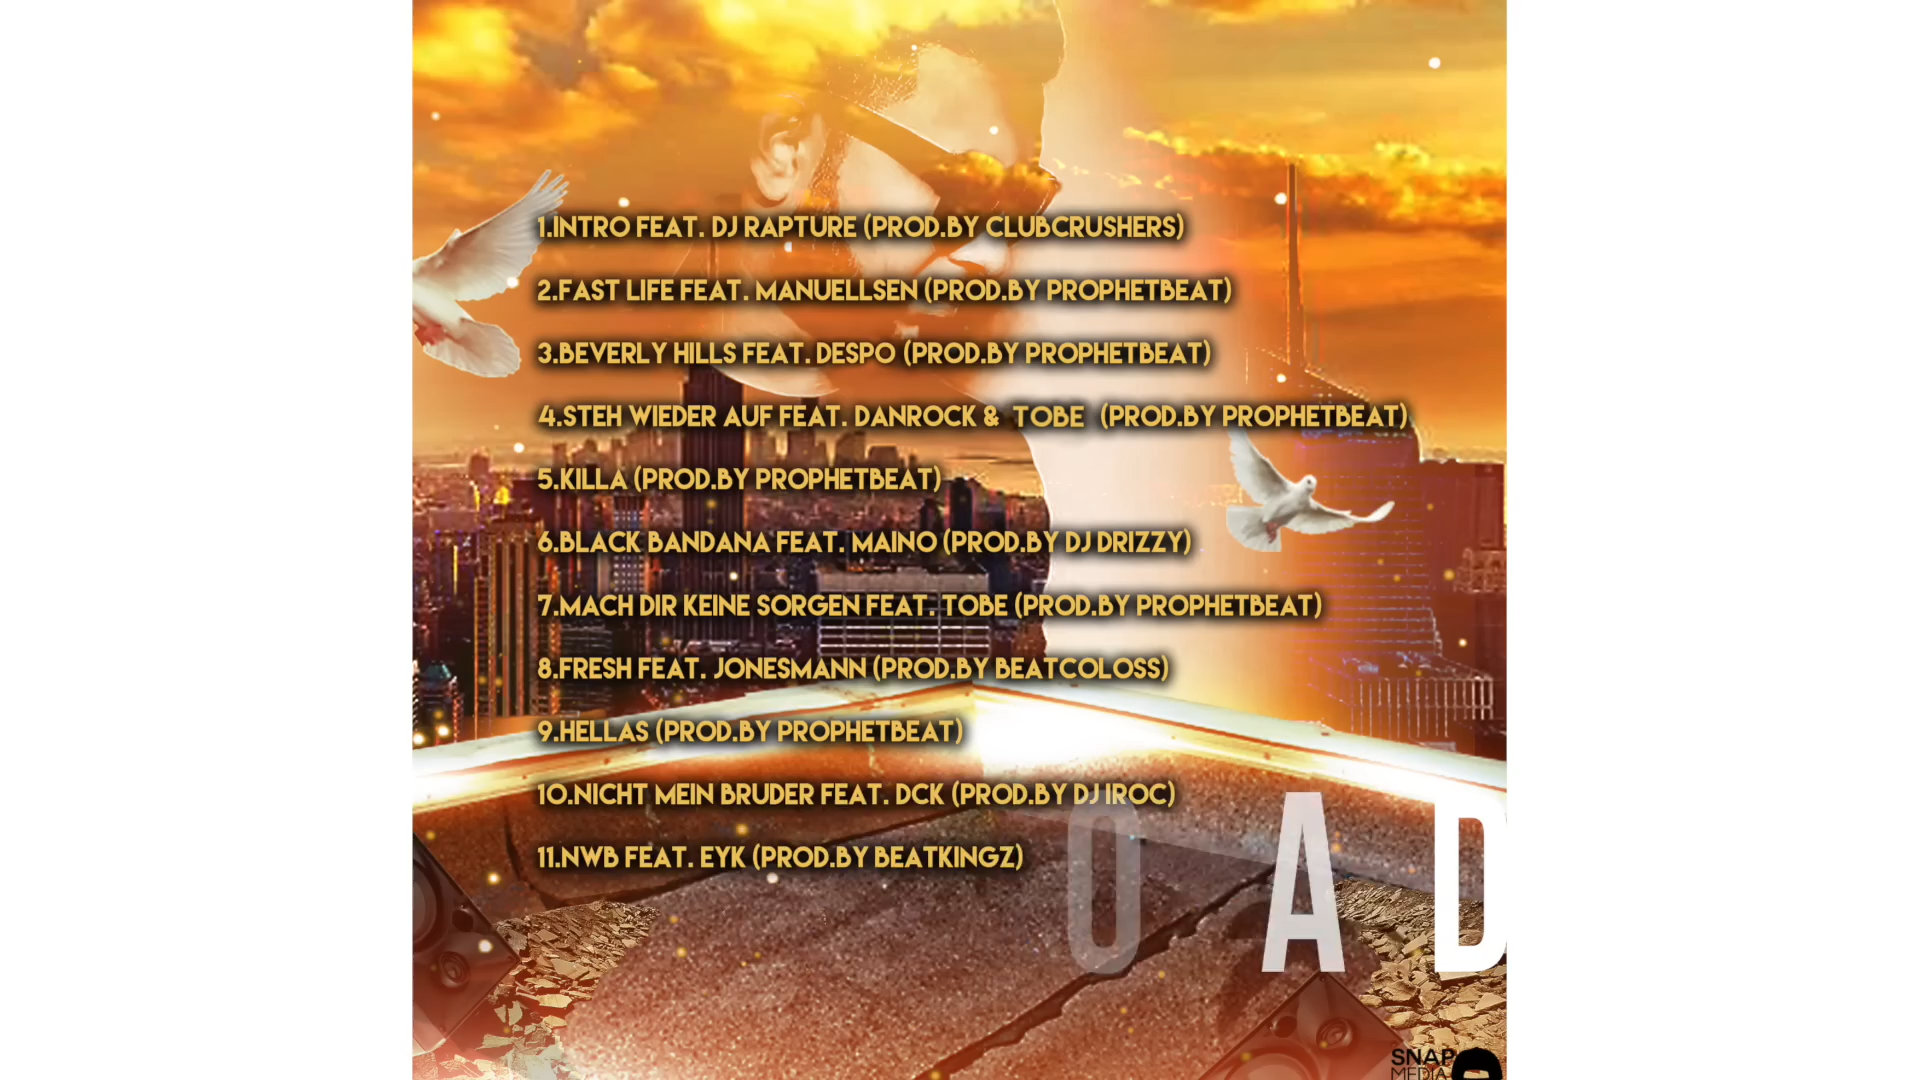 1.INTRO FEAT. DJ RAPTURE (PROD.BY CLUBCRUSHERS)
2.FAST LIFE FEAT. MANUELLSEN (PROD.BY PROPHETBEAT)
3.BEVERLY HILLS FEAT. DESPO (PROD.BY PROPHETBEAT)
4.STEH WIEDER AUF FEAT. DANROCK & TOBE (PROD.BY PROPHETBEAT)
5.KILLA (PROD.BY PROPHETBEAT)
6.BLACK BANDANA FEAT. MAINO (PROD.BY DJ DRIZZY)
7.MACH DIR KEINE SORGEN FEAT. TOBE (PROD.BY PROPHETBEAT)
8.FRESH FEAT. JONESMANN (PROD.BY BEATCOLOSS)
9.HELLAS (PROD.BY PROPHETBEAT)
10.NICHT MEIN BRUDER FEAT. DCK (PROD.BY DJ IROC)
11.NWB FEAT. EYK (PROD.BY BEATKINGZ)
O A D
SNAP
MEDIA